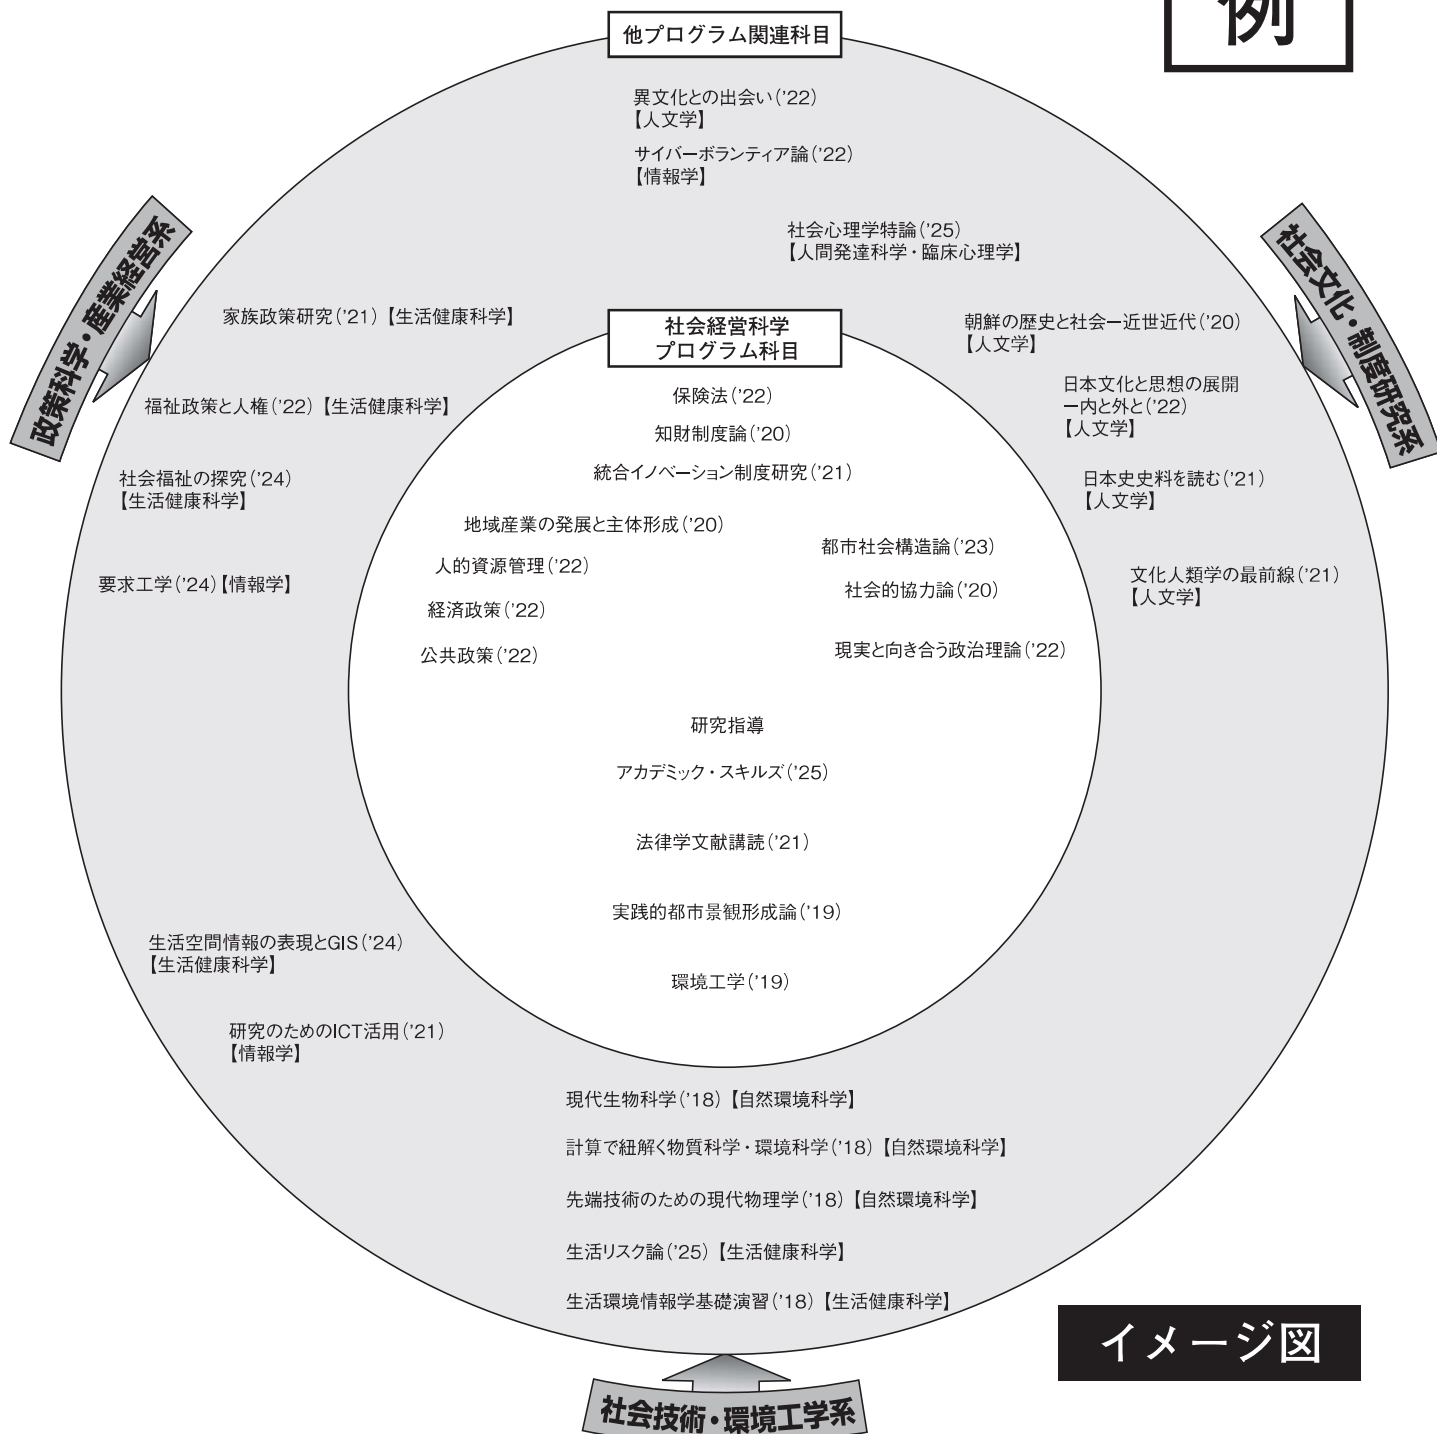 例
他プログラム関連科目
異文化との出会い('22)
【人文学】
サイバーボランティア論('22)
【情報学】
社会心理学特論('25)
【人間発達科学・臨床心理学】
政策科学・産業経営系
社会文化・制度研究系
家族政策研究('21)【生活健康科学】
福祉政策と人権('22)【生活健康科学】
社会福祉の探究('24)
【生活健康科学】
要求工学('24)【情報学】
朝鮮の歴史と社会ー近世近代('20)
【人文学】
日本文化と思想の展開
ー内と外と('22)
【人文学】
日本史史料を読む('21)
【人文学】
文化人類学の最前線('21)
【人文学】
社会経営科学
プログラム科目
保険法('22)
知財制度論('20)
統合イノベーション制度研究('21)
地域産業の発展と主体形成('20)
人的資源管理('22)
経済政策('22)
公共政策('22)
都市社会構造論('23)
社会的協力論('20)
現実と向き合う政治理論('22)
研究指導
アカデミック・スキルズ('25)
法律学文献講読('21)
実践的都市景観形成論('19)
環境工学('19)
生活空間情報の表現とGIS('24)
【生活健康科学】
研究のためのICT活用('21)
【情報学】
現代生物科学('18)【自然環境科学】
計算で紐解く物質科学・環境科学('18)【自然環境科学】
先端技術のための現代物理学('18)【自然環境科学】
生活リスク論('25)【生活健康科学】
生活環境情報学基礎演習('18)【生活健康科学】
イメージ図
社会技術・環境工学系